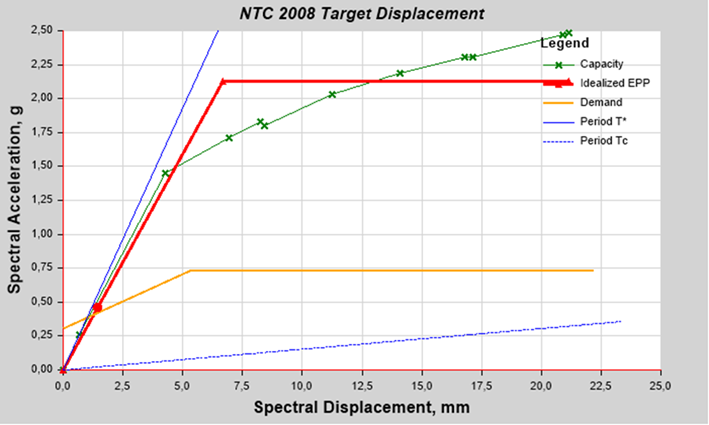 NTC 2008 Target Displacement
Spectral Acceleration, g
2,50
2,25
2,00
1,75
1,50
1,25
1,00
0,75
0,50
0,25
0,00
0,0
2,5
5,0
7,5
10,0
12,5
15,0
17,5
20,0
22,5
25,0
Spectral Displacement, mm
Legend
Capacity
Idealized EPP
Demand
Period T*
Period Tc